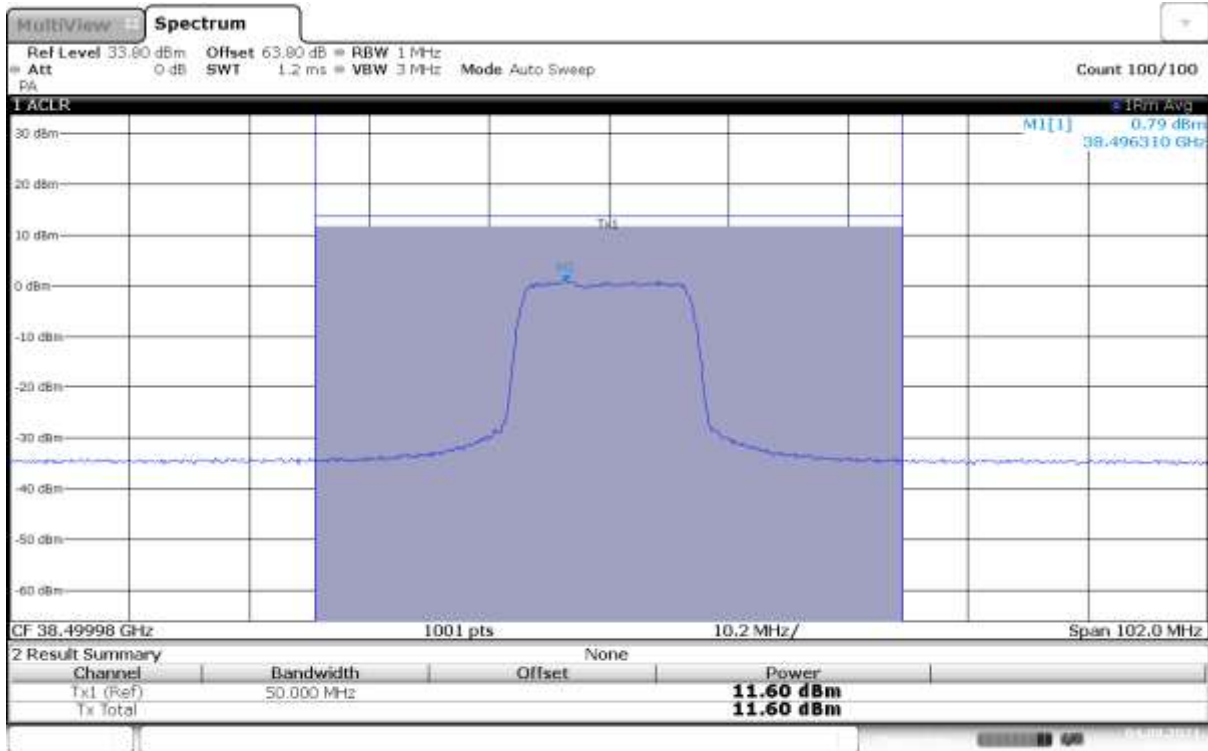 MultiView Spectrum
Ref Level 33.80 dBm Offset 63.80 dB RBW 1 MHz
Att 0 dB SWT 1.2 ms VBW 3 MHz Mode Auto Sweep Count 100/100
PA
1 ACLR 1Rm Avg
M1[1] 0.79 dBm
38.496310 GHz
30 dBm
20 dBm
Tx1
10 dBm
M1
0 dBm
-10 dBm
-20 dBm
-30 dBm
-40 dBm
-50 dBm
-60 dBm
CF 38.49998 GHz 1001 pts 10.2 MHz/ Span 102.0 MHz
2 Result Summary None
Channel Bandwidth Offset Power
Tx1 (Ref) 50.000 MHz 11.60 dBm
Tx Total 11.60 dBm